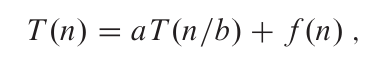 T(n) = aT(n/b) + f(n) ,